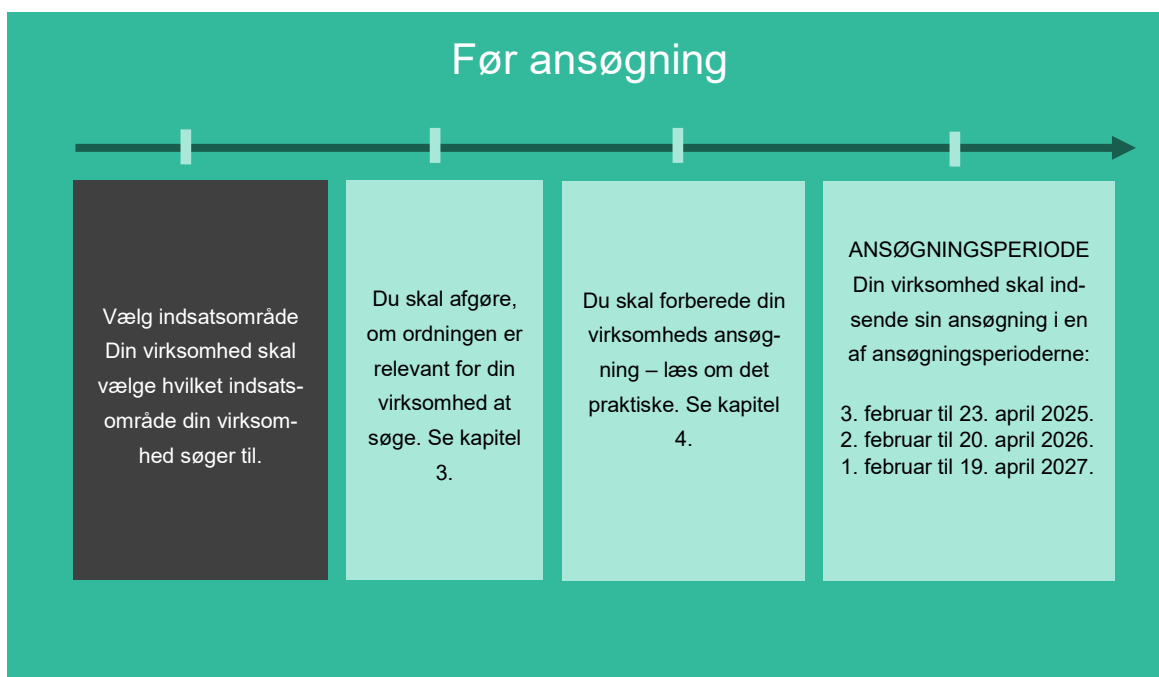 Før ansøgning
Vælg indsatsområde
Din virksomhed skal
vælge hvilket indsats-
område din virksom-
hed søger til.
Du skal afgøre,
om ordningen er
relevant for din
virksomhed at
søge. Se kapitel
3.
Du skal forberede din
virksomheds ansøg-
ning – læs om det
praktiske. Se kapitel
4.
ANSØGNINGSPERIODE
Din virksomhed skal ind-
sende sin ansøgning i en
af ansøgningsperioderne:
3. februar til 23. april 2025.
2. februar til 20. april 2026.
1. februar til 19. april 2027.